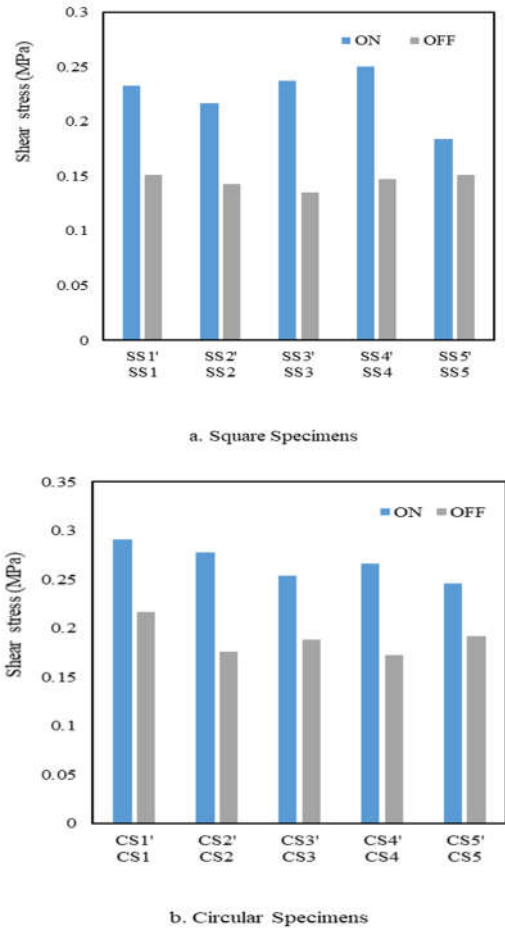 0.3
ON OFF
0.25
0.2
0.15
0.1
0.05
0
Shear stress (MPa)
SS1' SS2' SS3' SS4' SS5'
SS1 SS2 SS3 SS4 SS5
a. Square Specimens
0.35
ON OFF
0.3
0.25
0.2
0.15
0.1
0.05
0
Shear stress (MPa)
CS1' CS2' CS3' CS4' CS5'
CS1 CS2 CS3 CS4 CS5
b. Circular Specimens